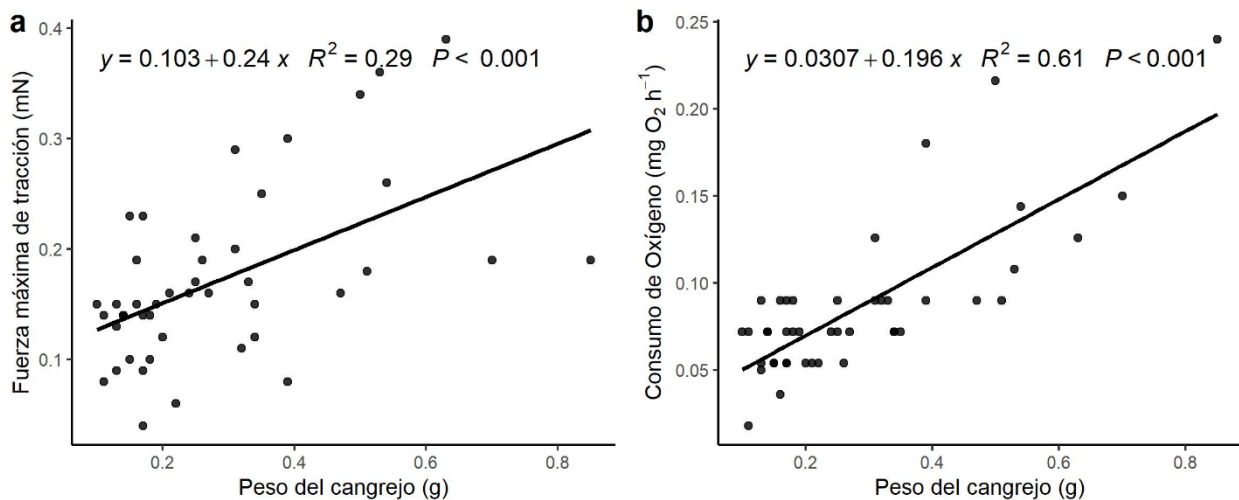 a
y = 0.103 + 0.24 x R² = 0.29 P < 0.001
Fuerza máxima de tracción (mN)
0.4
0.3
0.2
0.1
0.2 0.4 0.6 0.8
Peso del cangrejo (g)
b
y = 0.0307 + 0.196 x R² = 0.61 P < 0.001
Consumo de Oxígeno (mg O₂ h⁻¹)
0.25
0.20
0.15
0.10
0.05
0.2 0.4 0.6 0.8
Peso del cangrejo (g)